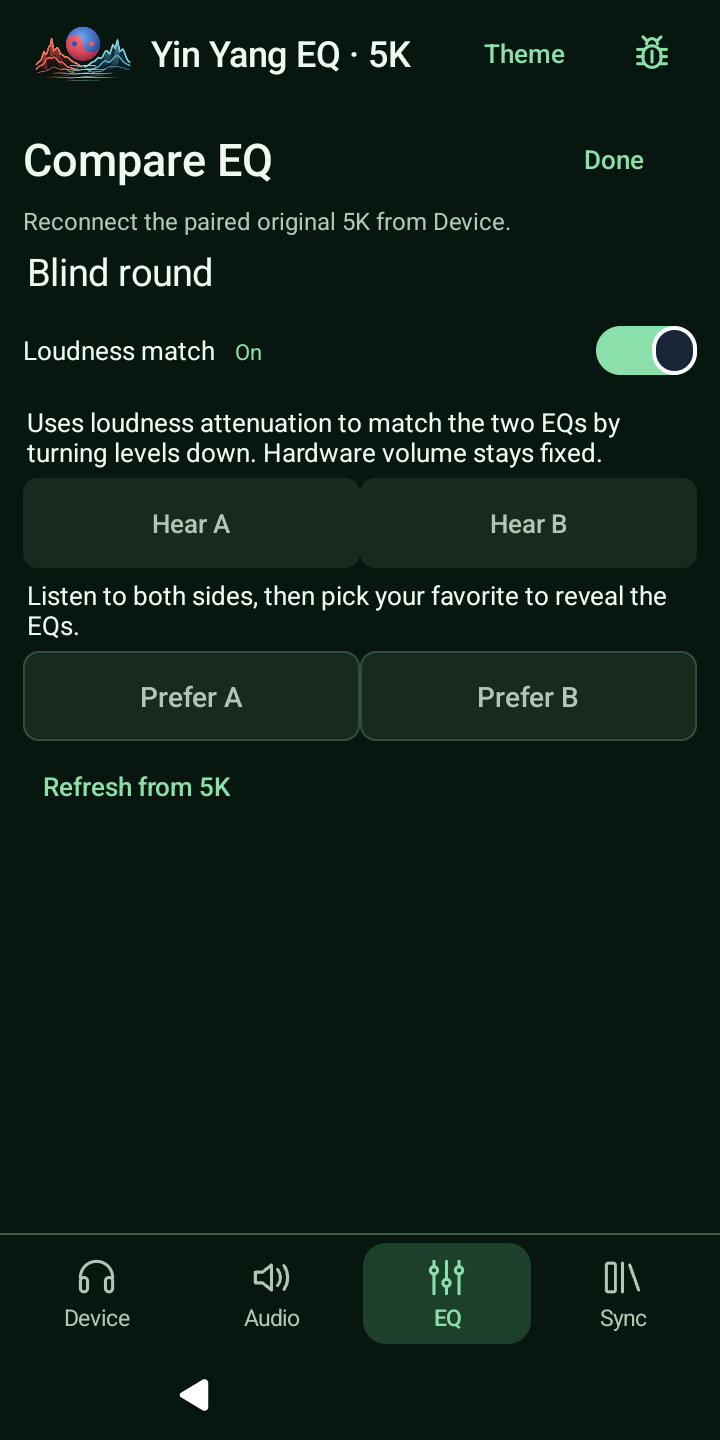 Yin Yang EQ · 5K
Theme
Compare EQ
Done
Reconnect the paired original 5K from Device.
Blind round
Loudness match On
Uses loudness attenuation to match the two EQs by
turning levels down. Hardware volume stays fixed.
Hear A
Hear B
Listen to both sides, then pick your favorite to reveal the
EQs.
Prefer A
Prefer B
Refresh from 5K
Device
Audio
EQ
Sync